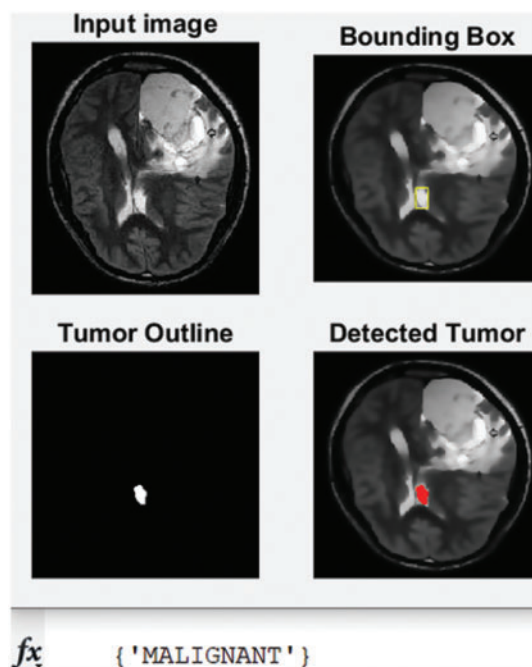 Input image
Bounding Box
Tumor Outline
Detected Tumor
fx {'MALIGNANT'}